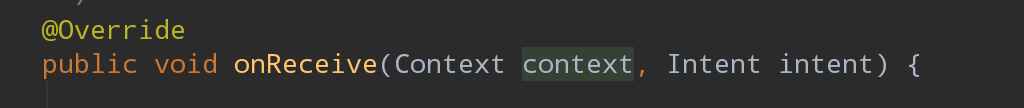 @Override
public void onReceive(Context context, Intent intent) {